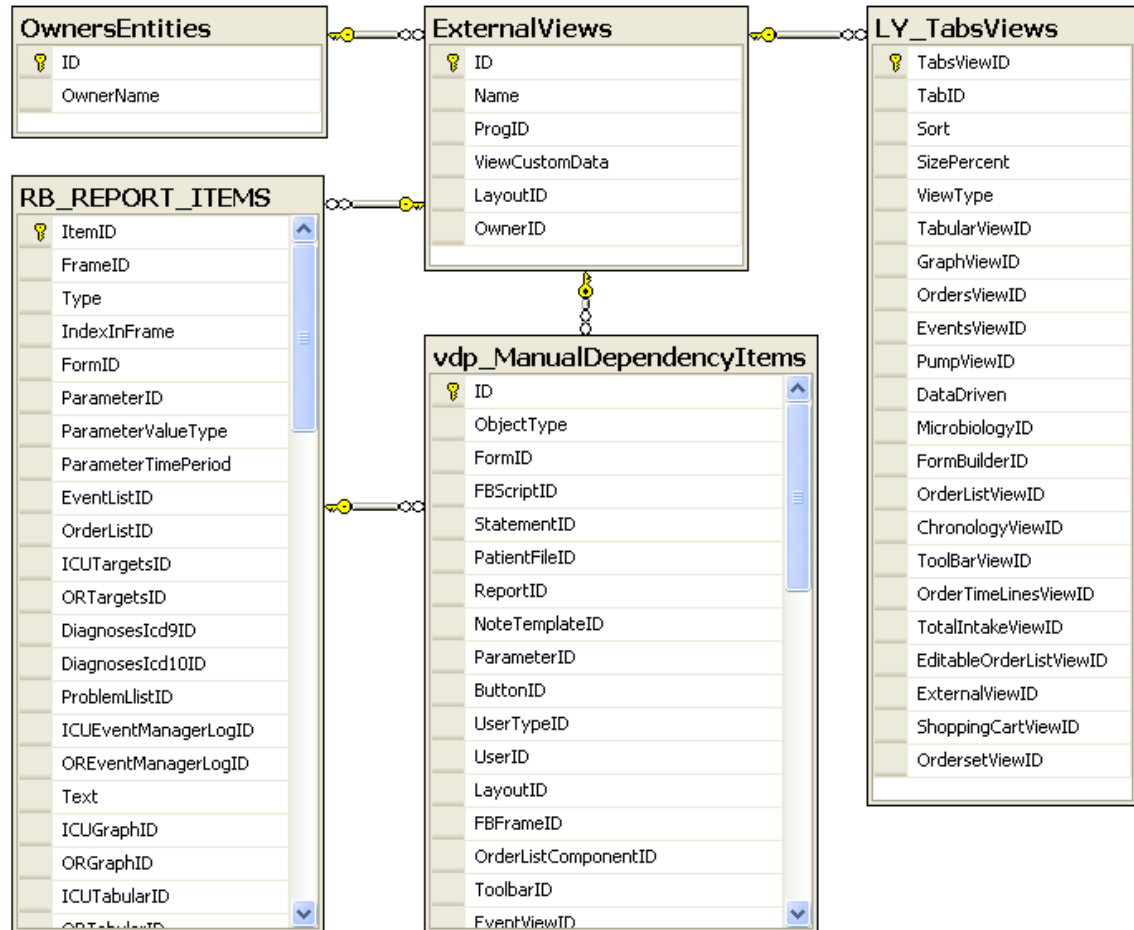 OwnersEntities
ID
OwnerName
ExternalViews
ID
Name
ProgID
ViewCustomData
LayoutID
OwnerID
LY_TabsViews
TabsViewID
TabID
Sort
SizePercent
ViewType
TabularViewID
GraphViewID
OrdersViewID
EventsViewID
PumpViewID
DataDriven
MicrobiologyID
FormBuilderID
OrderListViewID
ChronologyViewID
ToolBarViewID
OrderTimeLinesViewID
TotalIntakeViewID
EditableOrderListViewID
ExternalViewID
ShoppingCartViewID
OrdersetViewID
RB_REPORT_ITEMS
ItemID
FrameID
Type
IndexInFrame
FormID
ParameterID
ParameterValueType
ParameterTimePeriod
EventListID
OrderListID
ICUTargetsID
ORTargetsID
DiagnosesIcd9ID
DiagnosesIcd10ID
ProblemLlistID
ICUEventManagerLogID
OREventManagerLogID
Text
ICUGraphID
ORGraphID
ICUTabularID
ORTabularID
vdp_ManualDependencyItems
ID
ObjectType
FormID
FBScriptID
StatementID
PatientFileID
ReportID
NoteTemplateID
ParameterID
ButtonID
UserTypeID
UserID
LayoutID
FBFrameID
OrderListComponentID
ToolbarID
EventViewID